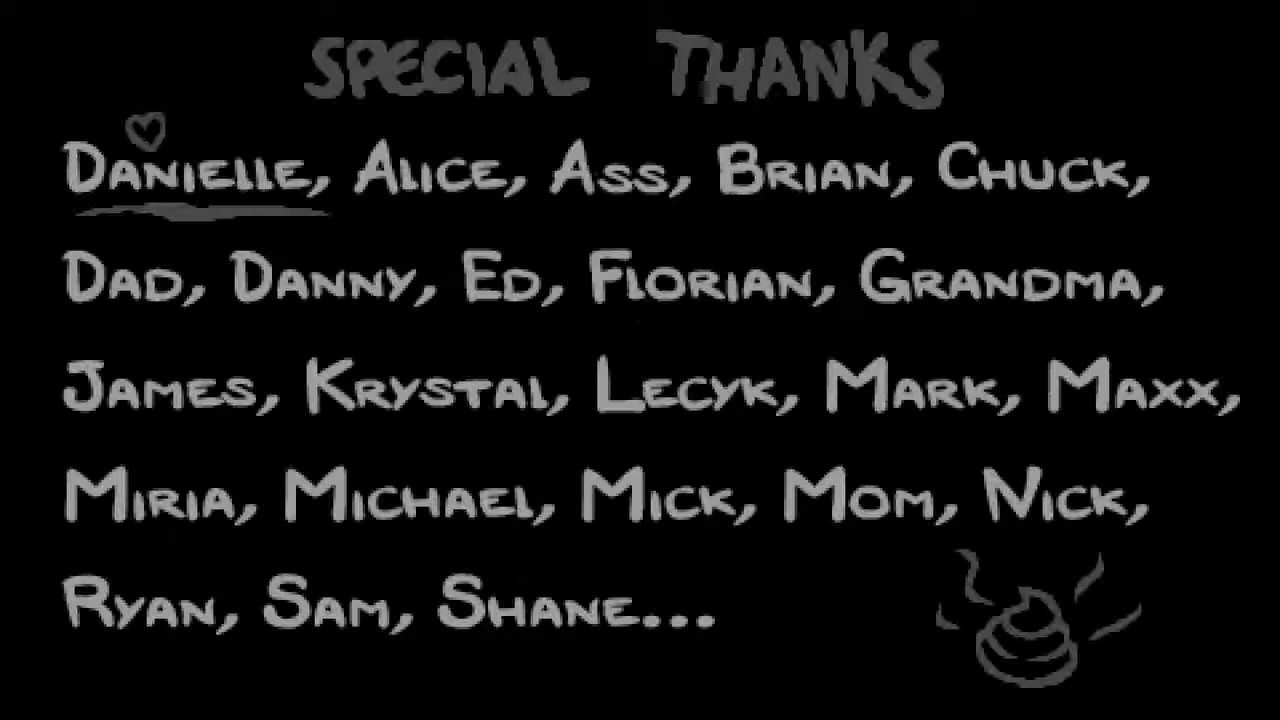 SPECIAL THANKS
DANIELLE, ALICE, ASS, BRIAN, CHUCK,
DAD, DANNY, ED, FLORIAN, GRANDMA,
JAMES, KRYSTAL, LECYK, MARK, MAXX,
MIRIA, MICHAEL, MICK, MOM, NICK,
RYAN, SAM, SHANE...